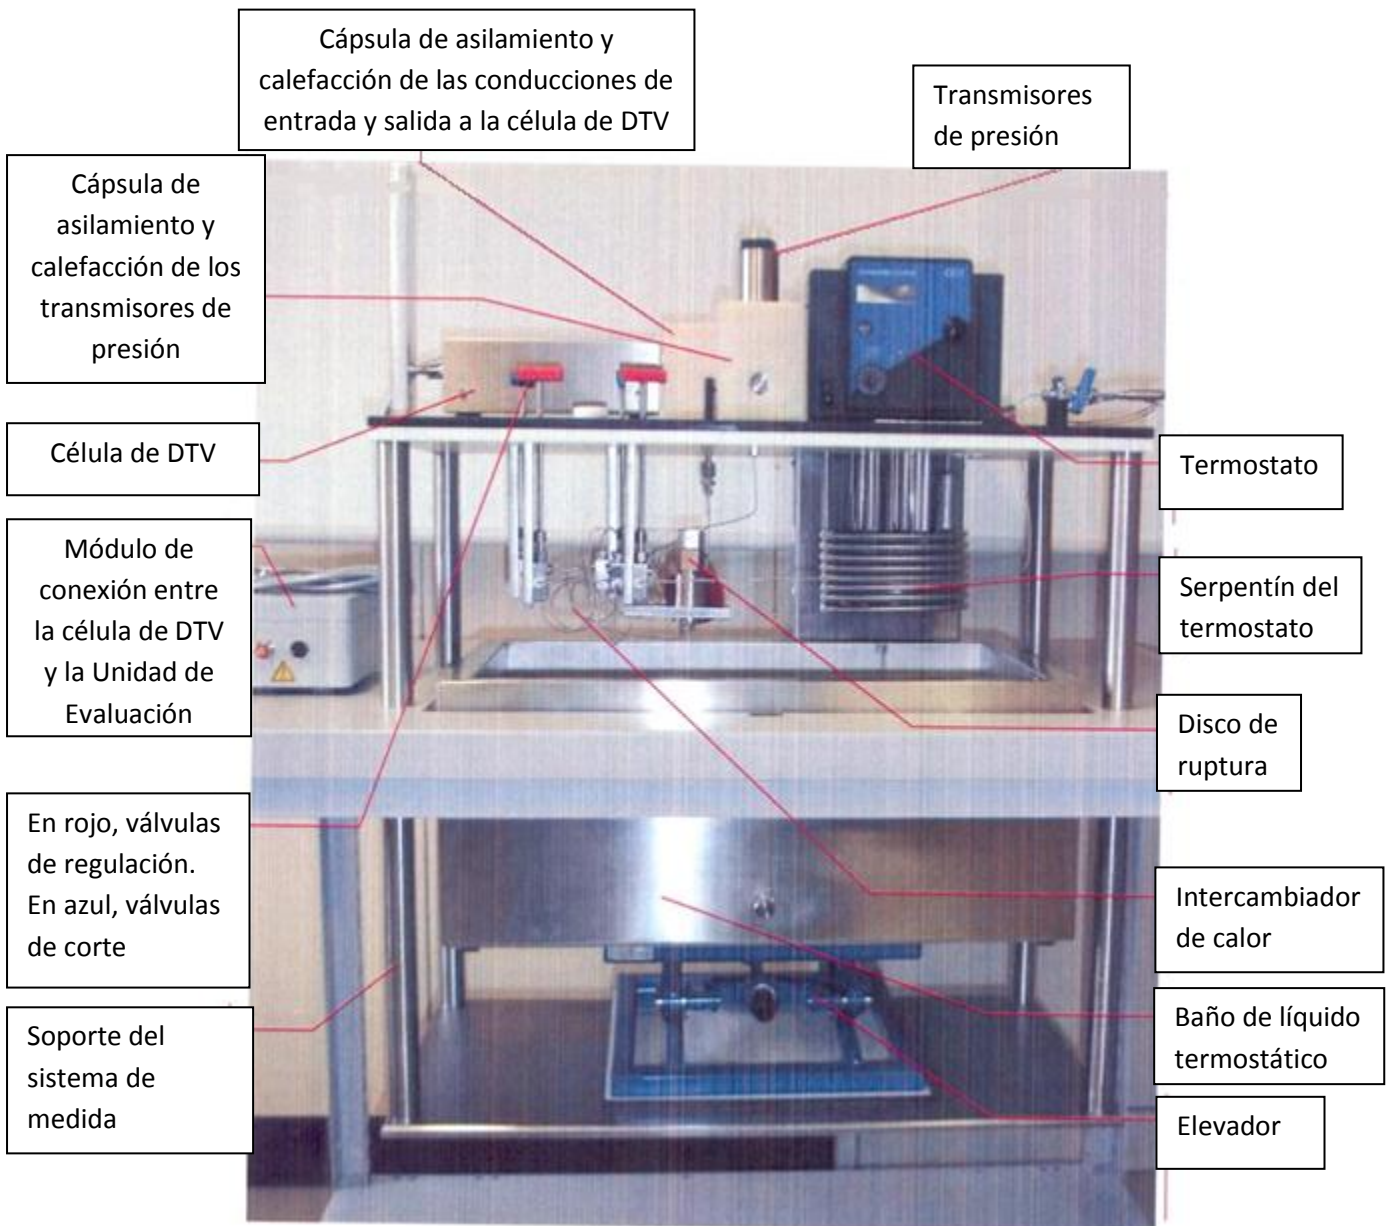 Cápsula de asilamiento y
calefacción de las conducciones de
entrada y salida a la célula de DTV
Transmisores
de presión
Cápsula de
asilamiento y
calefacción de los
transmisores de
presión
Célula de DTV
Termostato
Módulo de
conexión entre
la célula de DTV
y la Unidad de
Evaluación
Serpentín del
termostato
Disco de
ruptura
En rojo, válvulas
de regulación.
En azul, válvulas
de corte
Intercambiador
de calor
Soporte del
sistema de
medida
Baño de líquido
termostático
Elevador